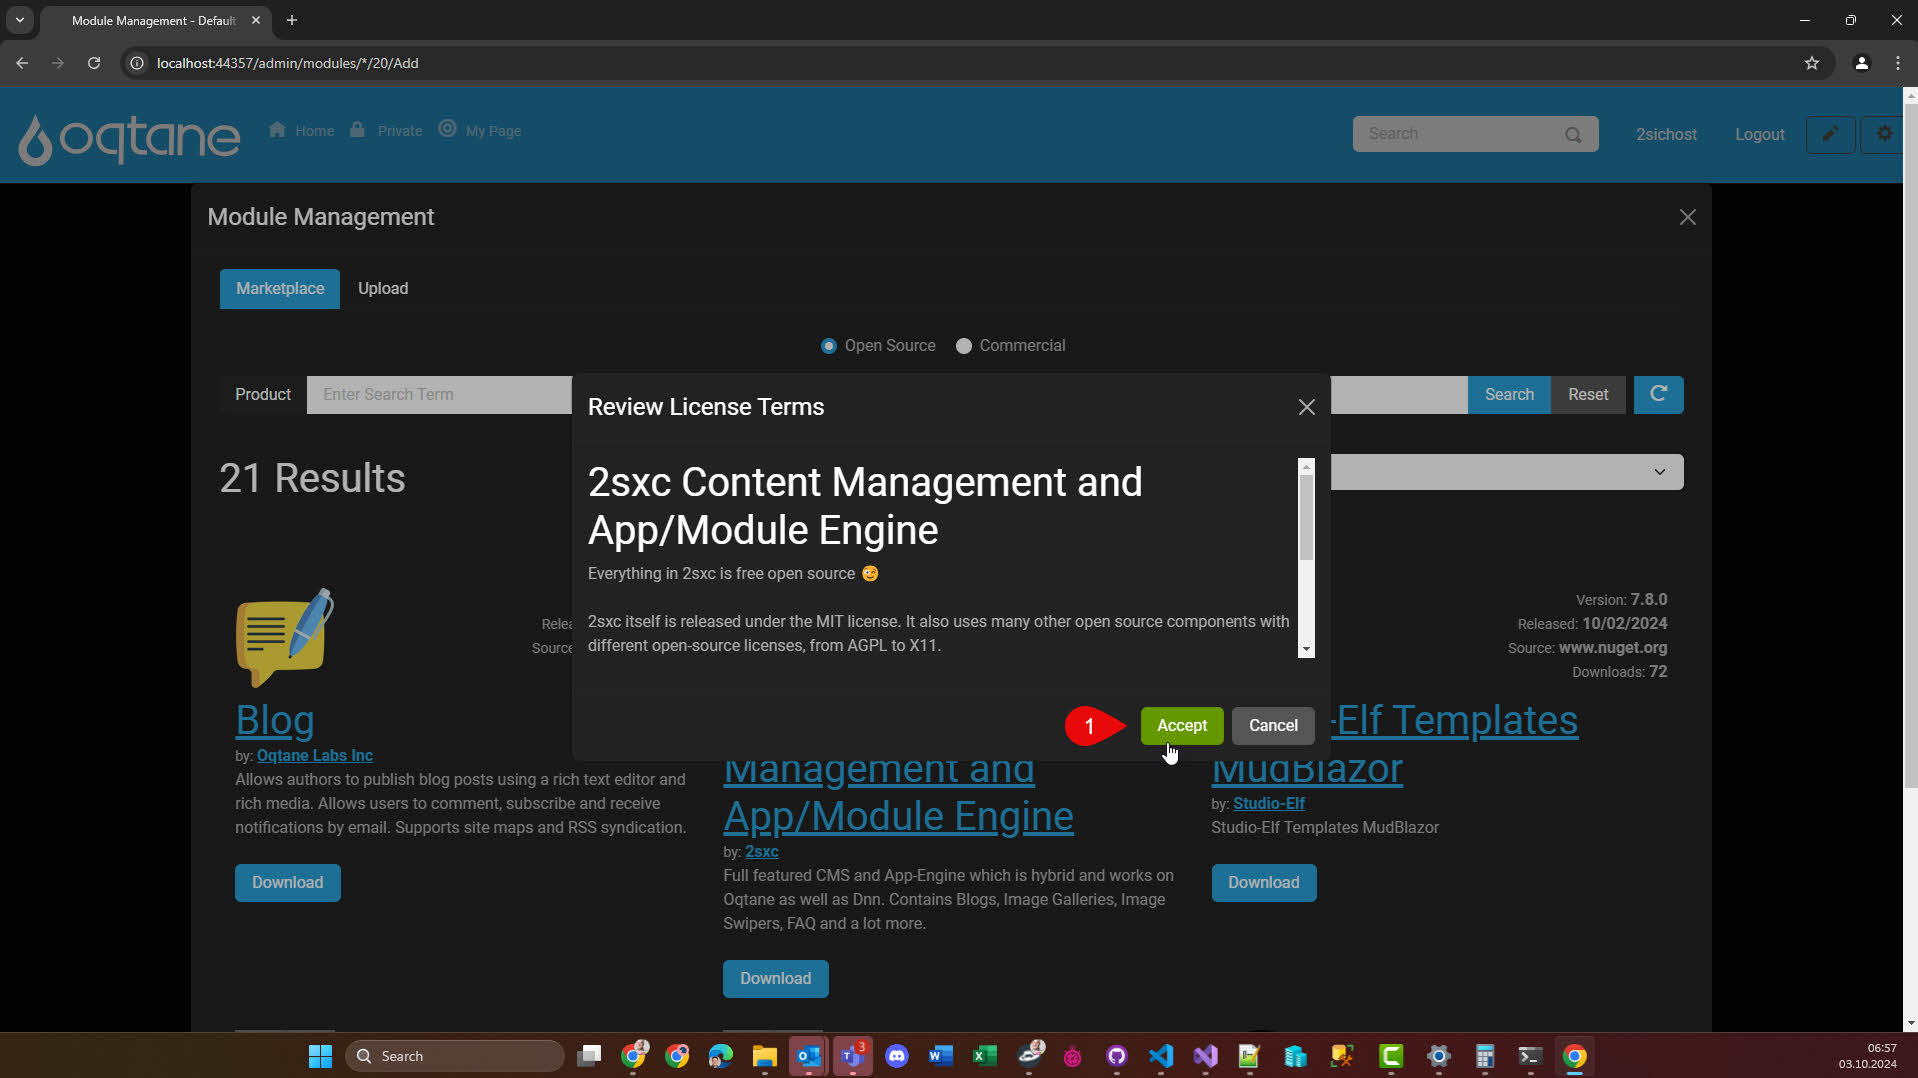 Module Management - Default
localhost:44357/admin/modules/*/20/Add
oqtane
Home
Private
My Page
Search
2sichost
Logout
Module Management
Marketplace
Upload
Open Source
Commercial
Product
Enter Search Term
Search
Reset
Review License Terms
21 Results
2sxc Content Management and
App/Module Engine
Everything in 2sxc is free open source
2sxc itself is released under the MIT license. It also uses many other open source components with
different open-source licenses, from AGPL to X11.
1
Accept
Cancel
Relea
Source
Version: 7.8.0
Released: 10/02/2024
Source: www.nuget.org
Downloads: 72
Blog
by: Oqtane Labs Inc
Allows authors to publish blog posts using a rich text editor and
rich media. Allows users to comment, subscribe and receive
notifications by email. Supports site maps and RSS syndication.
Download
Management and
App/Module Engine
by: 2sxc
Full featured CMS and App-Engine which is hybrid and works on
Oqtane as well as Dnn. Contains Blogs, Image Galleries, Image
Swipers, FAQ and a lot more.
Download
-Elf Templates
MudBlazor
by: Studio-Elf
Studio-Elf Templates MudBlazor
Download
Search
3
06:57
03.10.2024